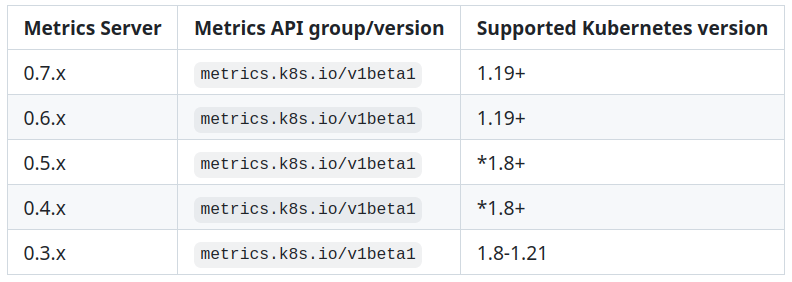 Metrics Server Metrics API group/version Supported Kubernetes version
0.7.x metrics.k8s.io/v1beta1 1.19+
0.6.x metrics.k8s.io/v1beta1 1.19+
0.5.x metrics.k8s.io/v1beta1 *1.8+
0.4.x metrics.k8s.io/v1beta1 *1.8+
0.3.x metrics.k8s.io/v1beta1 1.8-1.21